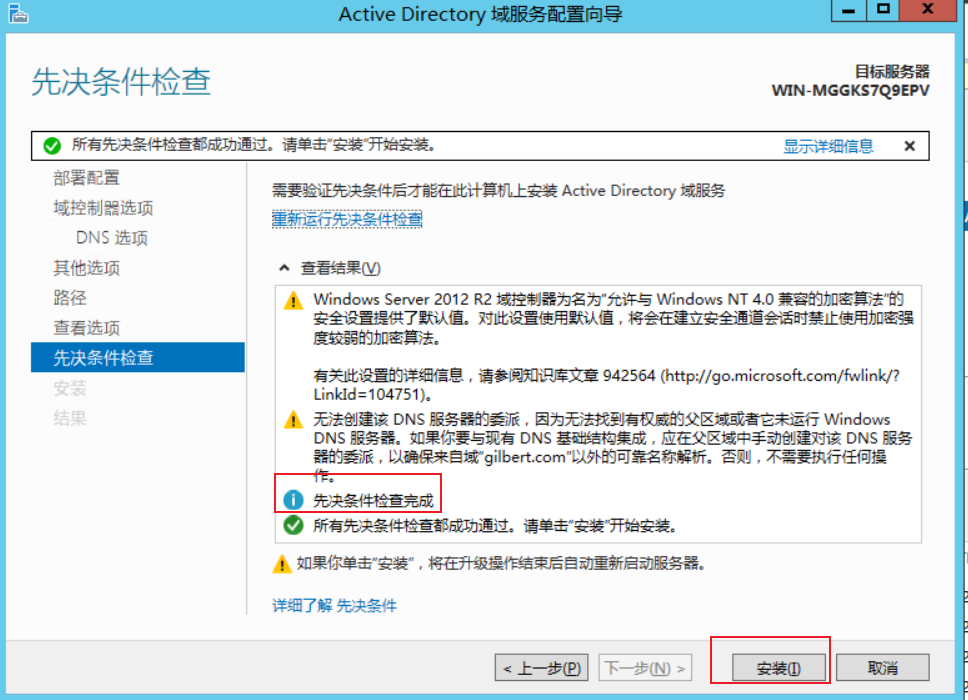 Active Directory 域服务配置向导
先决条件检查
目标服务器
WIN-MGGKS7Q9EPV
所有先决条件检查都成功通过。请单击"安装"开始安装。 显示详细信息
部署配置
域控制器选项
DNS 选项
其他选项
路径
查看选项
先决条件检查
安装
结果
需要验证先决条件后才能在此计算机上安装 Active Directory 域服务
重新运行先决条件检查
查看结果(V)
Windows Server 2012 R2 域控制器为名为"允许与 Windows NT 4.0 兼容的加密算法"的
安全设置提供了默认值。对此设置使用默认值，将会在建立安全通道会话时禁止使用加密强
度较弱的加密算法。
有关此设置的详细信息，请参阅知识库文章 942564 (http://go.microsoft.com/fwlink/?
LinkId=104751)。
无法创建该 DNS 服务器的委派，因为无法找到有权威的父区域或者它未运行 Windows
DNS 服务器。如果你要与现有 DNS 基础结构集成，应在父区域中手动创建对该 DNS 服务
器的委派，以确保来自域"gilbert.com"以外的可靠名称解析。否则，不需要执行任何操
作。
先决条件检查完成
所有先决条件检查都成功通过。请单击"安装"开始安装。
如果你单击"安装"，将在升级操作结束后自动重新启动服务器。
详细了解 先决条件
< 上一步(P) 下一步(N) > 安装(I) 取消